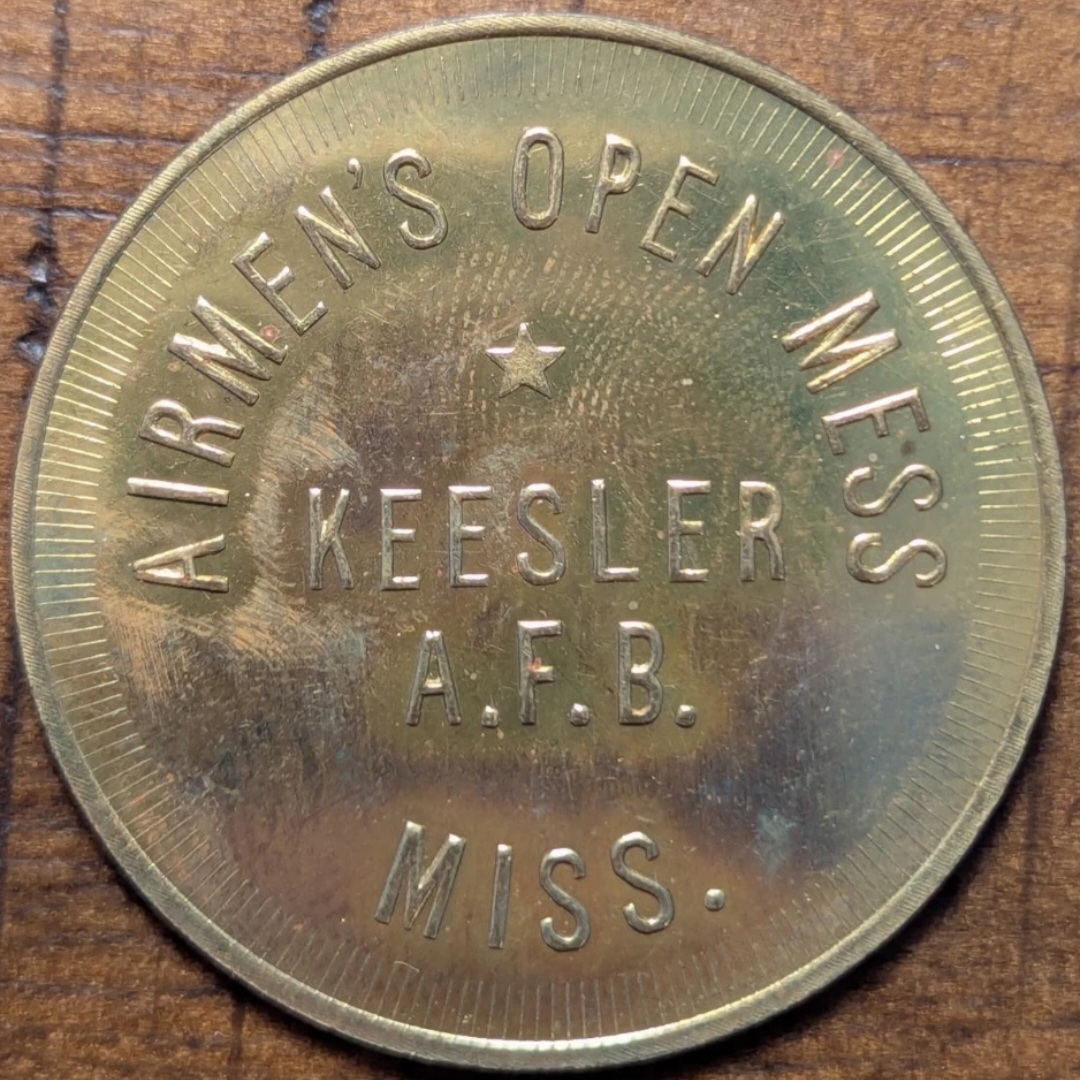 AIRMEN'S OPEN MESS
KEESLER
A.F.B.
MISS.